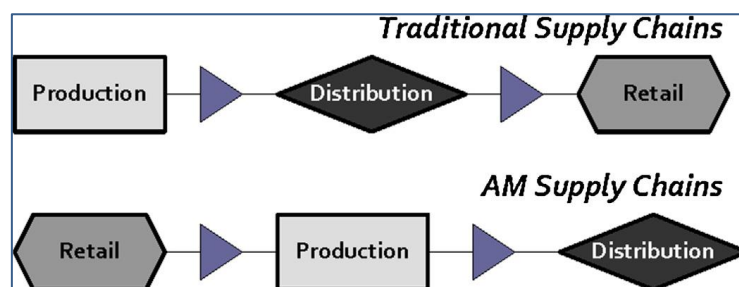 Traditional Supply Chains
Production
Distribution
Retail
AM Supply Chains
Retail
Production
Distribution